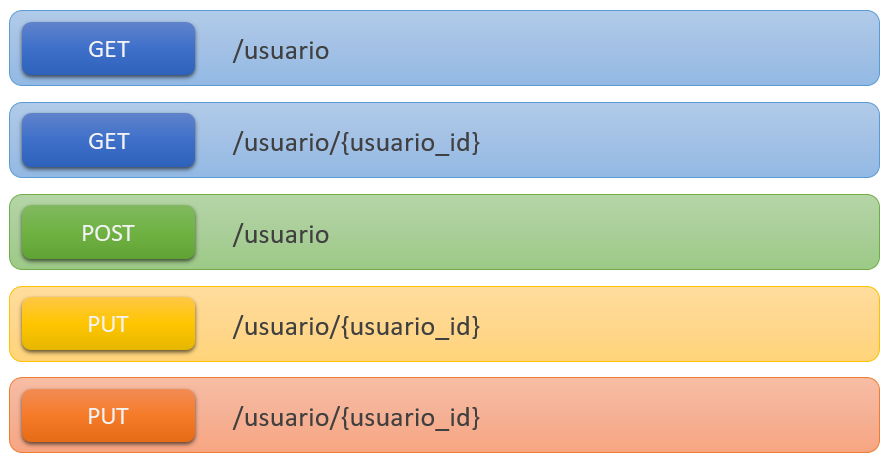 GET /usuario
GET /usuario/{usuario_id}
POST /usuario
PUT /usuario/{usuario_id}
PUT /usuario/{usuario_id}